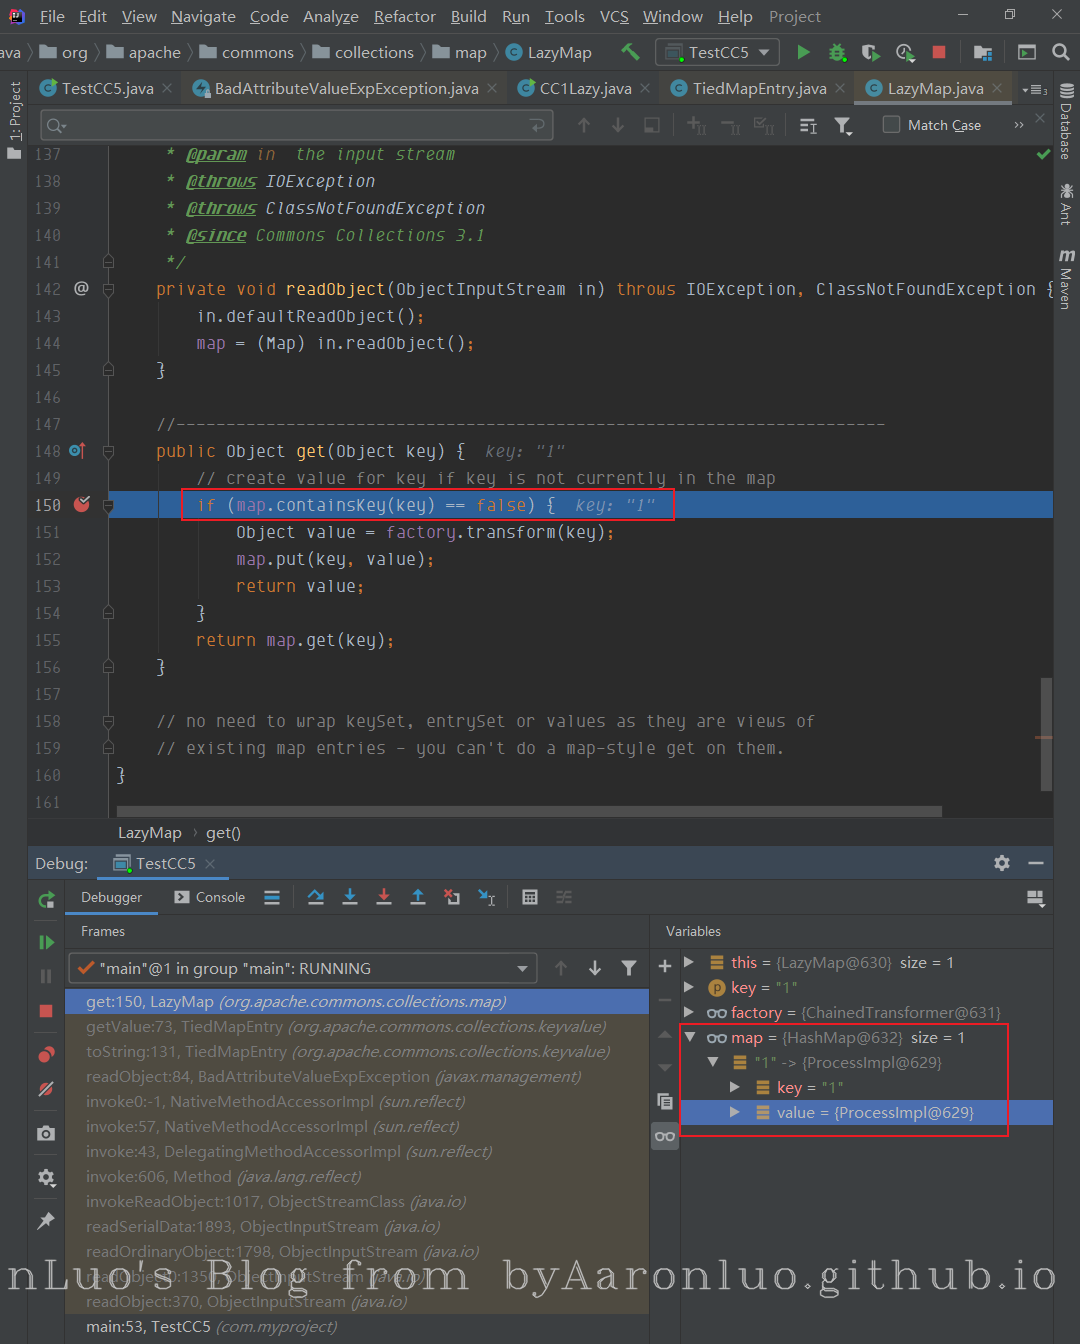 File Edit View Navigate Code Analyze Refactor Build Run Tools VCS Window Help Project
ava org apache commons collections map LazyMap TestCC5
TestCC5.java BadAttributeValueExpException.java CC1Lazy.java TiedMapEntry.java LazyMap.java
Match Case
137 * @param in the input stream
138 * @throws IOException
139 * @throws ClassNotFoundException
140 * @since Commons Collections 3.1
141 */
142 @ private void readObject(ObjectInputStream in) throws IOException, ClassNotFoundException {
143 in.defaultReadObject();
144 map = (Map) in.readObject();
145 }
146
147 //-----------------------------------------------------------------------
148 public Object get(Object key) { key: "1"
149 // create value for key if key is not currently in the map
150 if (map.containsKey(key) == false) { key: "1"
151 Object value = factory.transform(key);
152 map.put(key, value);
153 return value;
154 }
155 return map.get(key);
156 }
157
158 // no need to wrap keySet, entrySet or values as they are views of
159 // existing map entries - you can't do a map-style get on them.
160 }
161
LazyMap get()
1: Project
Database
Ant
Maven
Debug: TestCC5
Debugger Console
Frames
"main"@1 in group "main": RUNNING
get:150, LazyMap (org.apache.commons.collections.map)
getValue:73, TiedMapEntry (org.apache.commons.collections.keyvalue)
toString:131, TiedMapEntry (org.apache.commons.collections.keyvalue)
readObject:84, BadAttributeValueExpException (javax.management)
invoke0:-1, NativeMethodAccessorImpl (sun.reflect)
invoke:57, NativeMethodAccessorImpl (sun.reflect)
invoke:43, DelegatingMethodAccessorImpl (sun.reflect)
invoke:606, Method (java.lang.reflect)
invokeReadObject:1017, ObjectStreamClass (java.io)
readSerialData:1893, ObjectInputStream (java.io)
readOrdinaryObject:1798, ObjectInputStream (java.io)
readObject0:1350, ObjectInputStream (java.io)
readObject:370, ObjectInputStream (java.io)
main:53, TestCC5 (com.myproject)
Variables
this = {LazyMap@630} size = 1
key = "1"
factory = {ChainedTransformer@631}
map = {HashMap@632} size = 1
"1" -> {ProcessImpl@629}
key = "1"
value = {ProcessImpl@629}
nLuo's Blog from byAaronluo.github.io